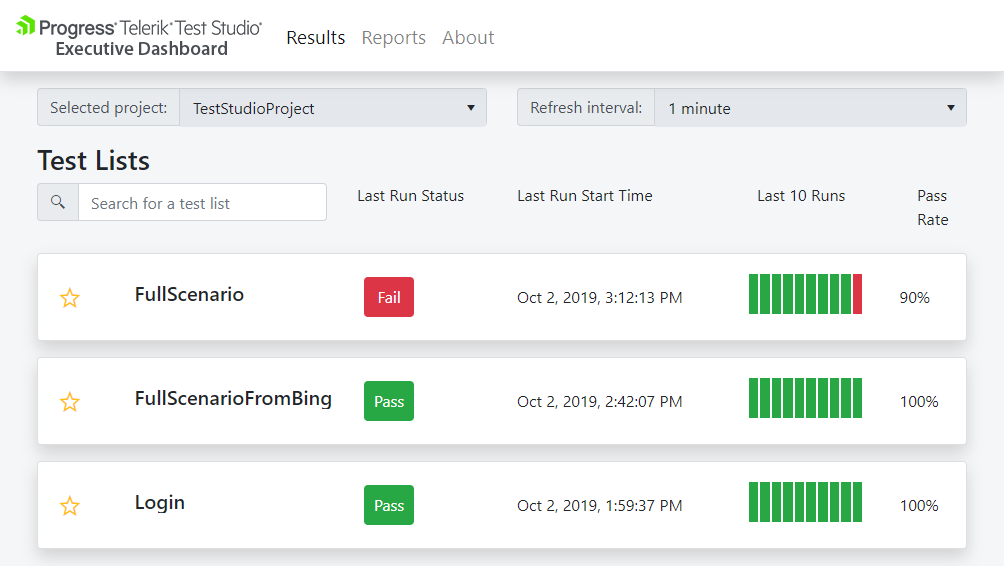 Progress® Telerik® Test Studio®
Executive Dashboard
Results Reports About
Selected project: TestStudioProject
Refresh interval: 1 minute
Test Lists
Search for a test list
Last Run Status
Last Run Start Time
Last 10 Runs
Pass
Rate
FullScenario Fail Oct 2, 2019, 3:12:13 PM 90%
FullScenarioFromBing Pass Oct 2, 2019, 2:42:07 PM 100%
Login Pass Oct 2, 2019, 1:59:37 PM 100%